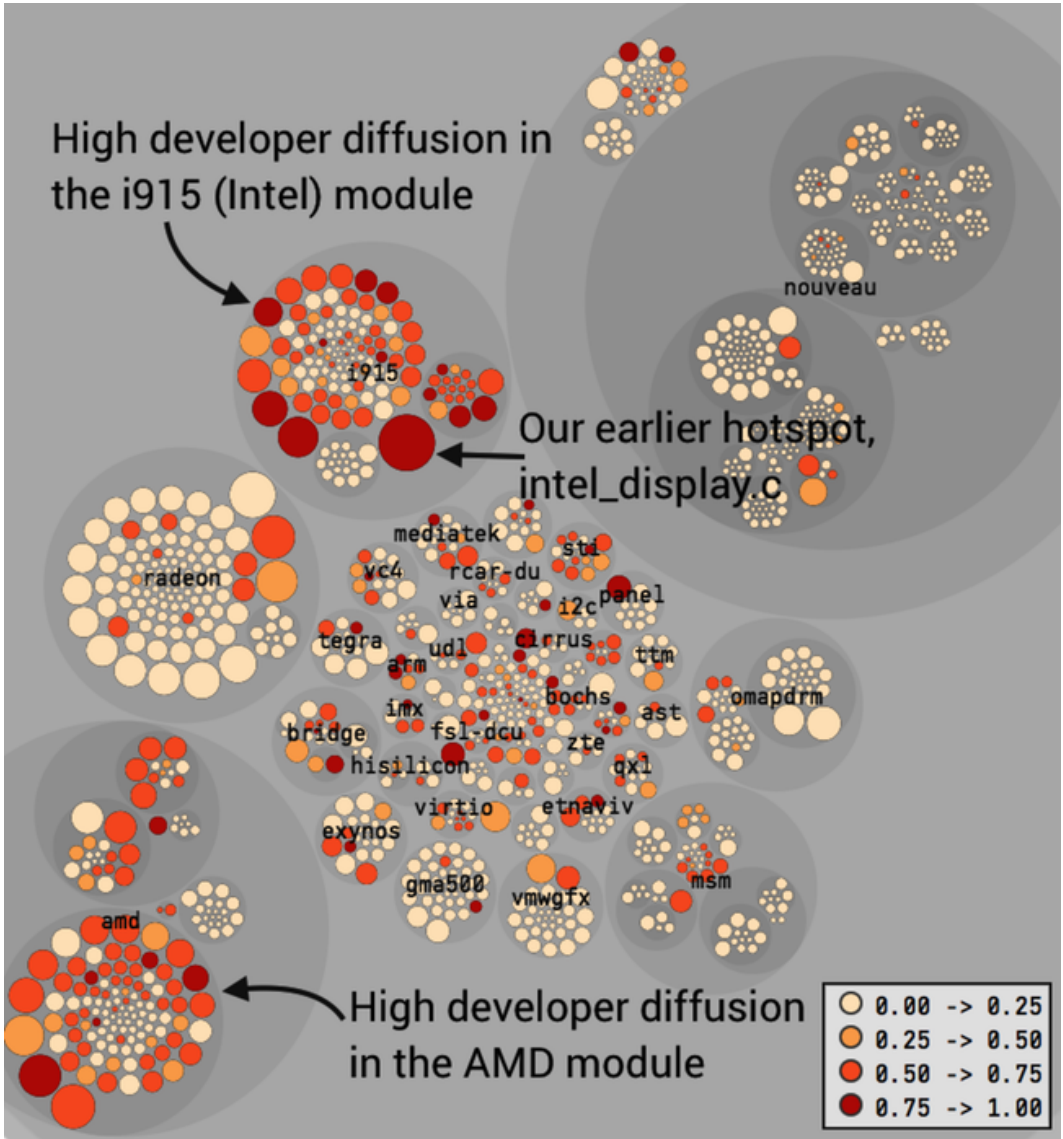 High developer diffusion in
the i915 (Intel) module
nouveau
i915
Our earlier hotspot,
intel_display.c
mediatek
sti
radeon
vc4
rcar-du
panel
via
i2c
tegra
udl
cirrus
arm
ttm
bochs
omapdrm
imx
ast
bridge
fsl-dcu
zte
hisilicon
qxl
virtio
etnaviv
exynos
gma500
vmwgfx
msm
amd
High developer diffusion
in the AMD module
0.00 -> 0.25
0.25 -> 0.50
0.50 -> 0.75
0.75 -> 1.00